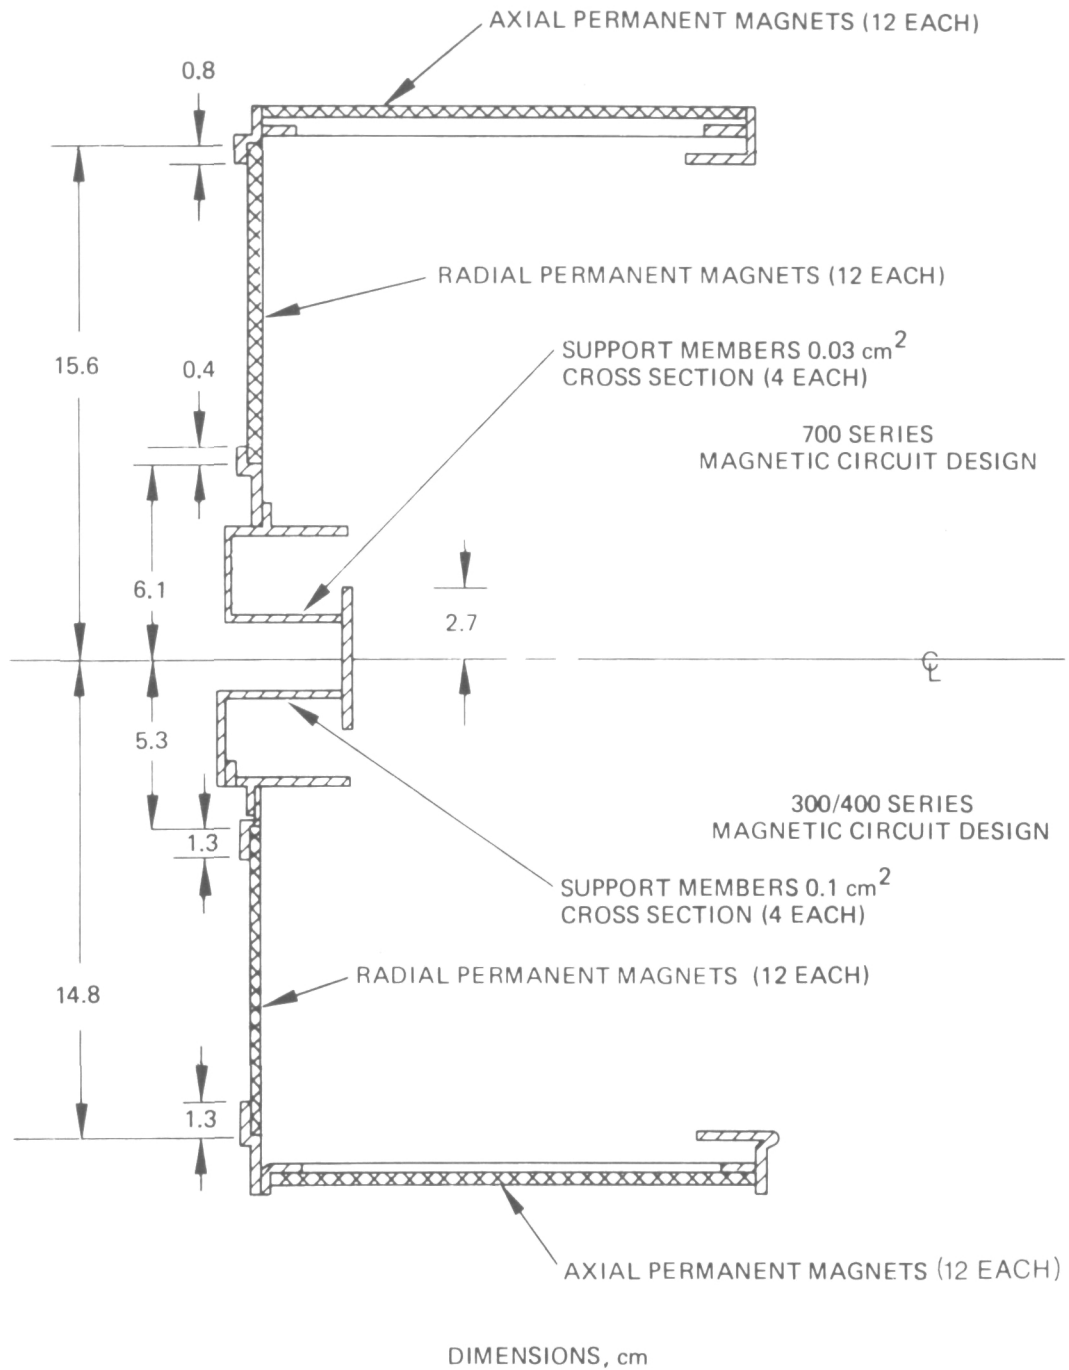 AXIAL PERMANENT MAGNETS (12 EACH)
0.8
RADIAL PERMANENT MAGNETS (12 EACH)
SUPPORT MEMBERS 0.03 cm²
CROSS SECTION (4 EACH)
15.6
0.4
700 SERIES
MAGNETIC CIRCUIT DESIGN
6.1
2.7
℄
5.3
300/400 SERIES
MAGNETIC CIRCUIT DESIGN
1.3
SUPPORT MEMBERS 0.1 cm²
CROSS SECTION (4 EACH)
RADIAL PERMANENT MAGNETS (12 EACH)
14.8
1.3
AXIAL PERMANENT MAGNETS (12 EACH)
DIMENSIONS, cm